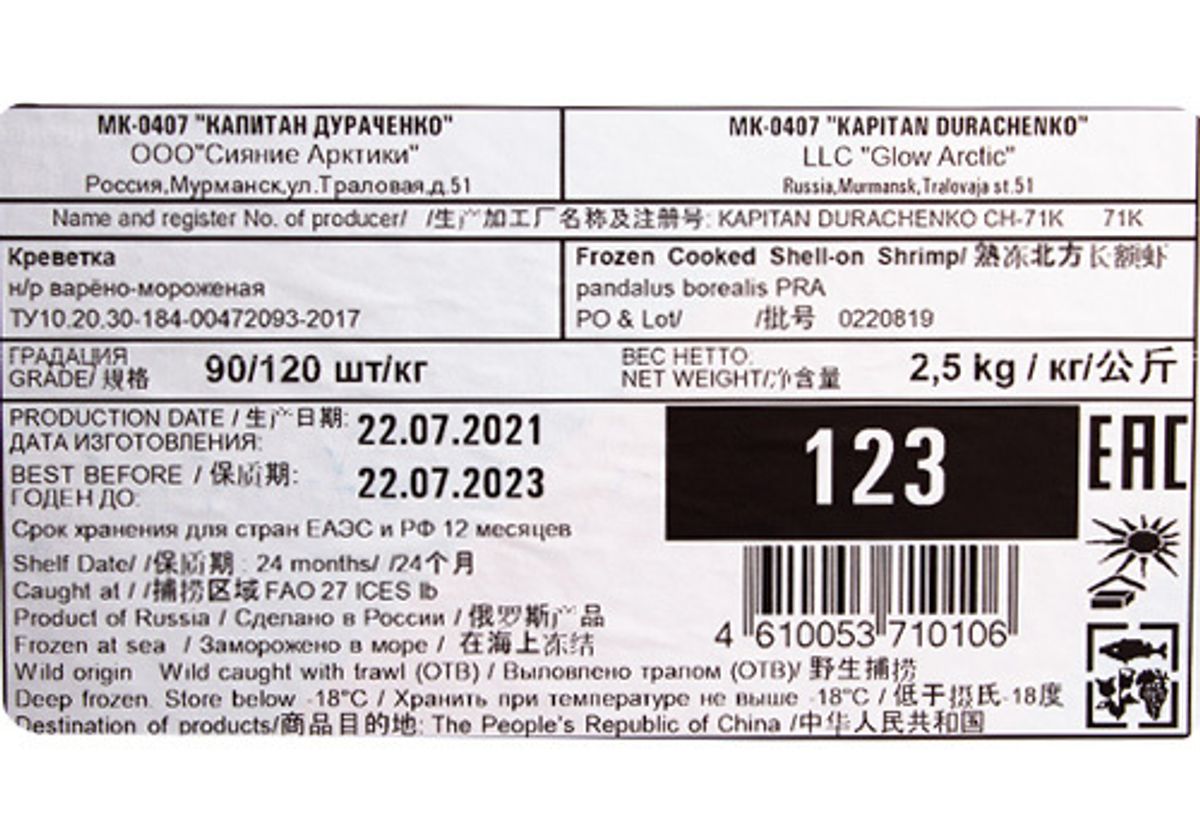 МК-0407 "КАПИТАН ДУРАЧЕНКО"
ООО"Сияние Арктики"
Россия,Мурманск,ул.Траловая,д.51
МК-0407 "KAPITAN DURACHENKO"
LLC "Glow Arctic"
Russia,Murmansk,Tralovaja st.51
Name and register No. of producer/ /生产加工厂名称及注册号: KAPITAN DURACHENKO CH-71K 71K
Креветка
н/р варёно-мороженая
ТУ10.20.30-184-00472093-2017
Frozen Cooked Shell-on Shrimp/ 熟冻北方长额虾
pandalus borealis PRA
PO & Lot/ /批号 0220819
ГРАДАЦИЯ
GRADE/ 規格
90/120 шт/кг
ВЕС НЕТТО:
NET WEIGHT/净含量
2,5 kg / кг/公斤
PRODUCTION DATE / 生产日期:
ДАТА ИЗГОТОВЛЕНИЯ:
22.07.2021
BEST BEFORE / 保质期:
ГОДЕН ДО:
22.07.2023
123
EAC
Срок хранения для стран ЕАЭС и РФ 12 месяцев
Shelf Date/ /保质期 : 24 months/ /24个月
Caught at / /捕捞区域 FAO 27 ICES Ib
Product of Russia / Сделано в России / 俄罗斯产品
Frozen at sea / Заморожено в море / 在海上冻结
4 610053 710106
Wild origin Wild caught with trawl (OTB) / Выловлено тралом (OTB)/ 野生捕捞
Deep frozen. Store below -18°C / Хранить при температуре не выше -18°C / 低于摄氏-18度
Destination of products/商品目的地: The People's Republic of China /中华人民共和国